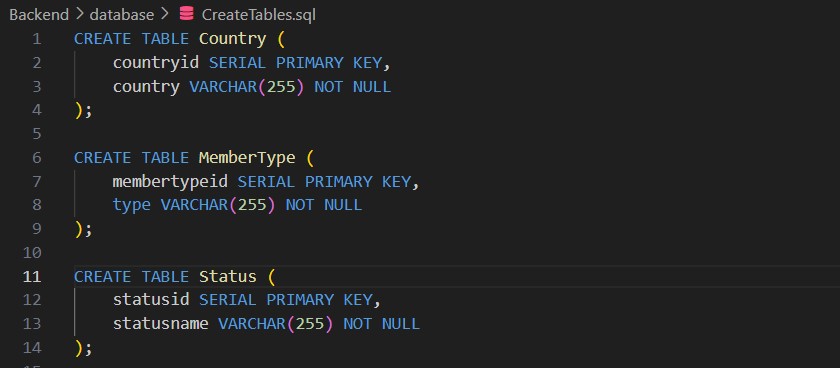 Backend > database > CreateTables.sql
1 CREATE TABLE Country (
2 countryid SERIAL PRIMARY KEY,
3 country VARCHAR(255) NOT NULL
4 );
5
6 CREATE TABLE MemberType (
7 membertypeid SERIAL PRIMARY KEY,
8 type VARCHAR(255) NOT NULL
9 );
10
11 CREATE TABLE Status (
12 statusid SERIAL PRIMARY KEY,
13 statusname VARCHAR(255) NOT NULL
14 );